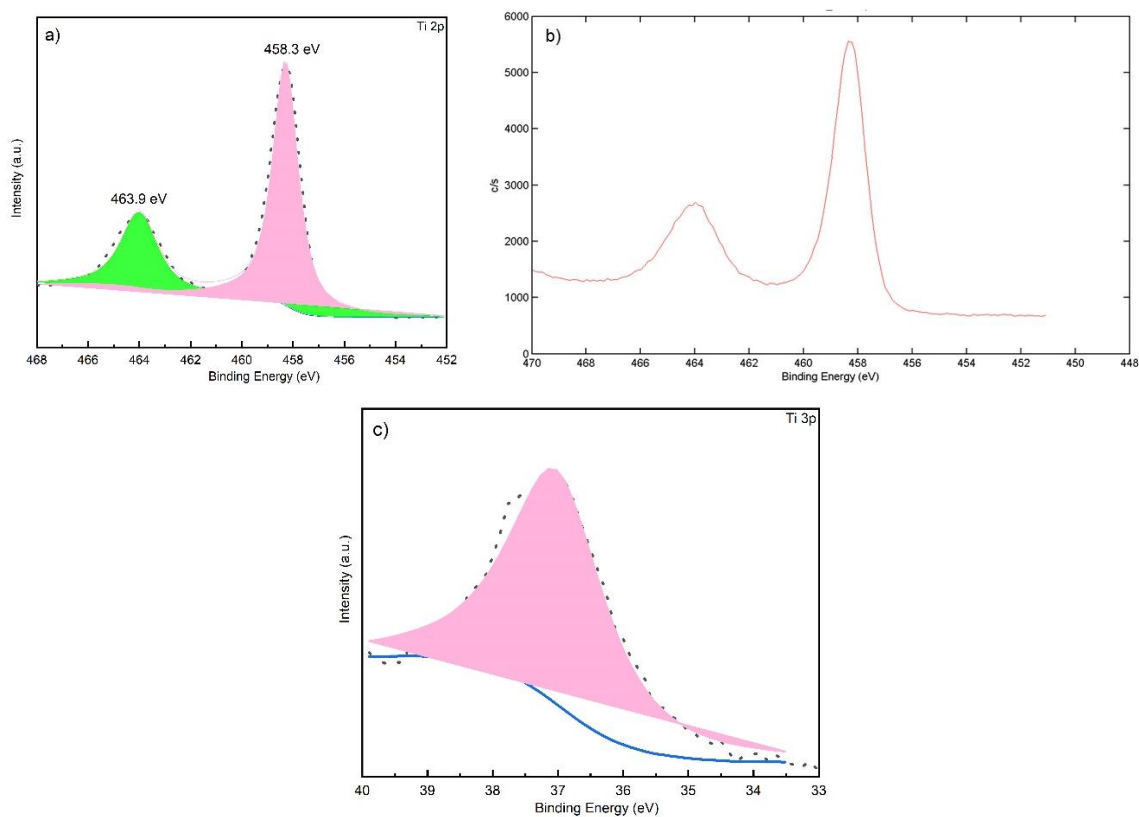 a)
Ti 2p
458.3 eV
463.9 eV
Intensity (a.u.)
468 466 464 462 460 458 456 454 452
Binding Energy (eV)
b)
6000
5000
4000
3000
2000
1000
0
c/s
470 468 466 464 462 460 458 456 454 452 450 448
Binding Energy (eV)
c)
Ti 3p
Intensity (a.u.)
40 39 38 37 36 35 34 33
Binding Energy (eV)